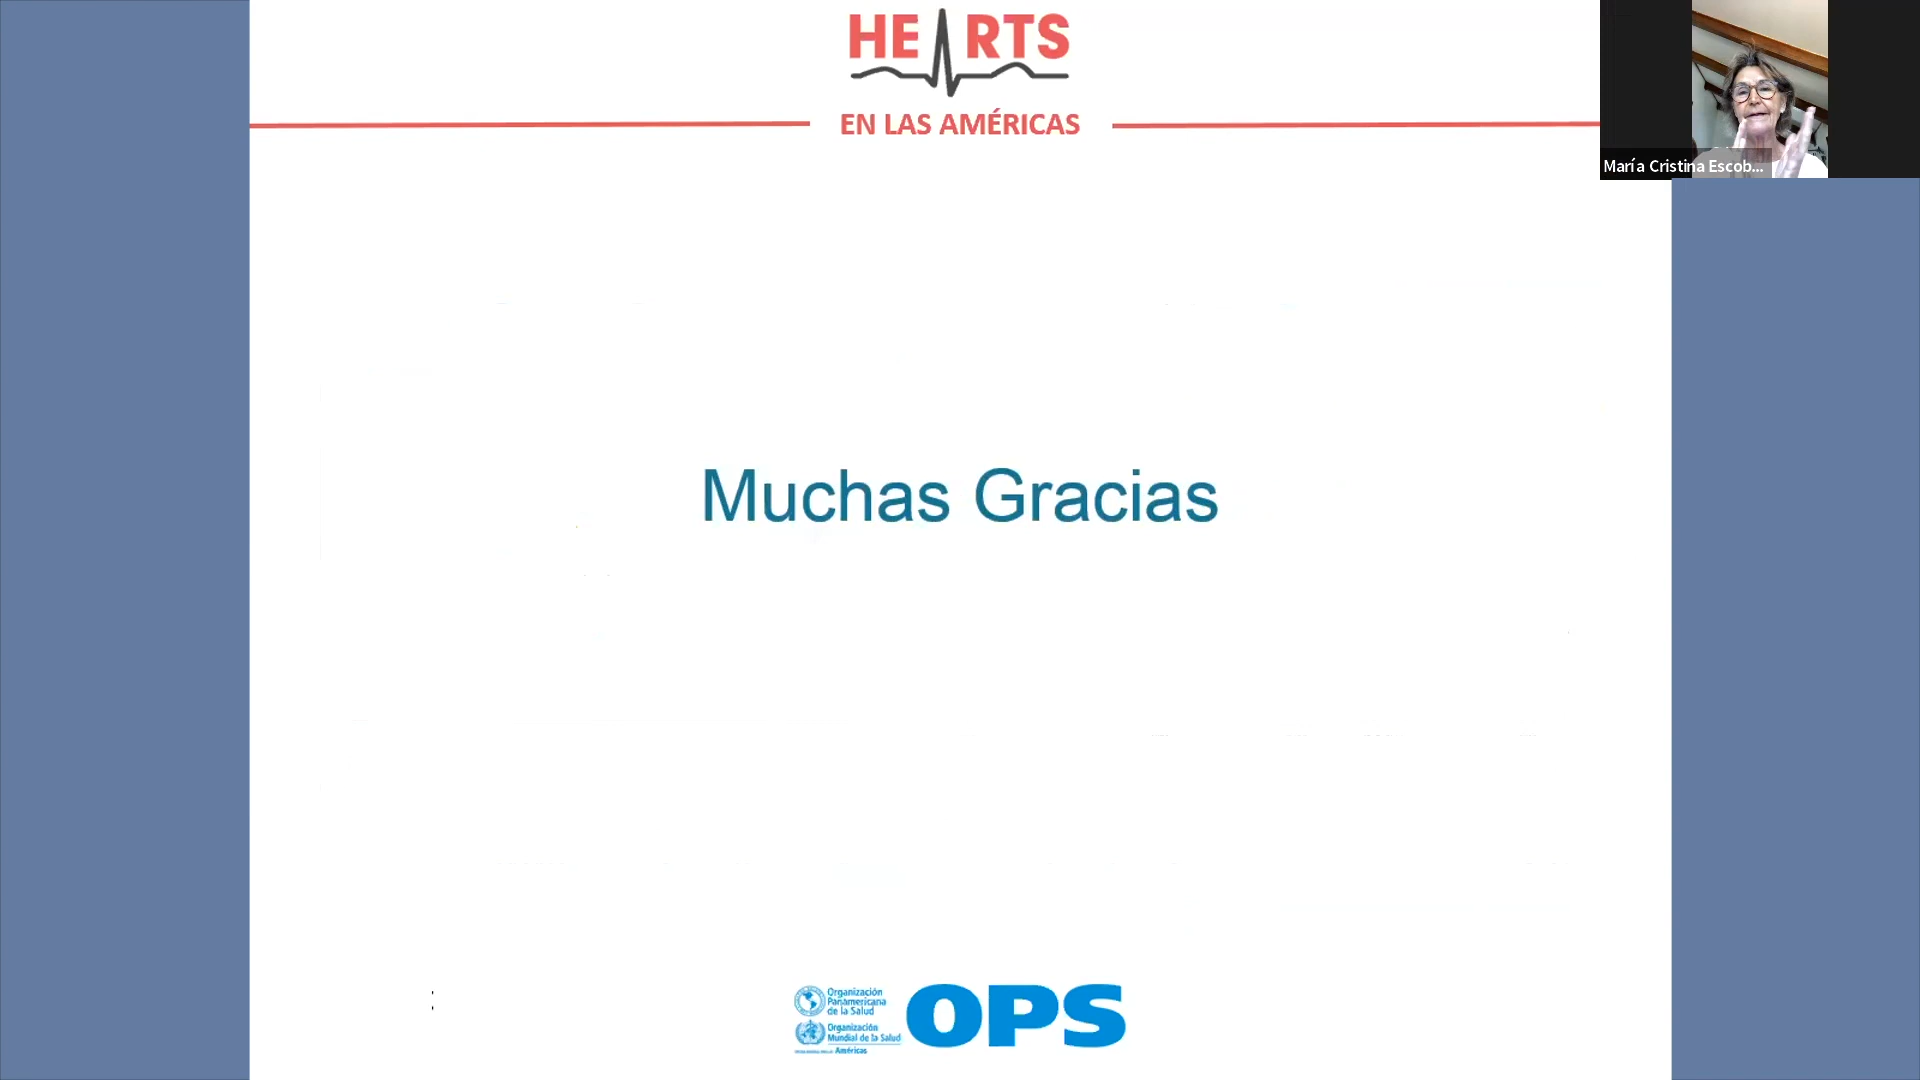 HEARTS
EN LAS AMÉRICAS
María Cristina Escob...
Muchas Gracias
Organización
Panamericana
de la Salud
Organización
Mundial de la Salud
Américas
OPS